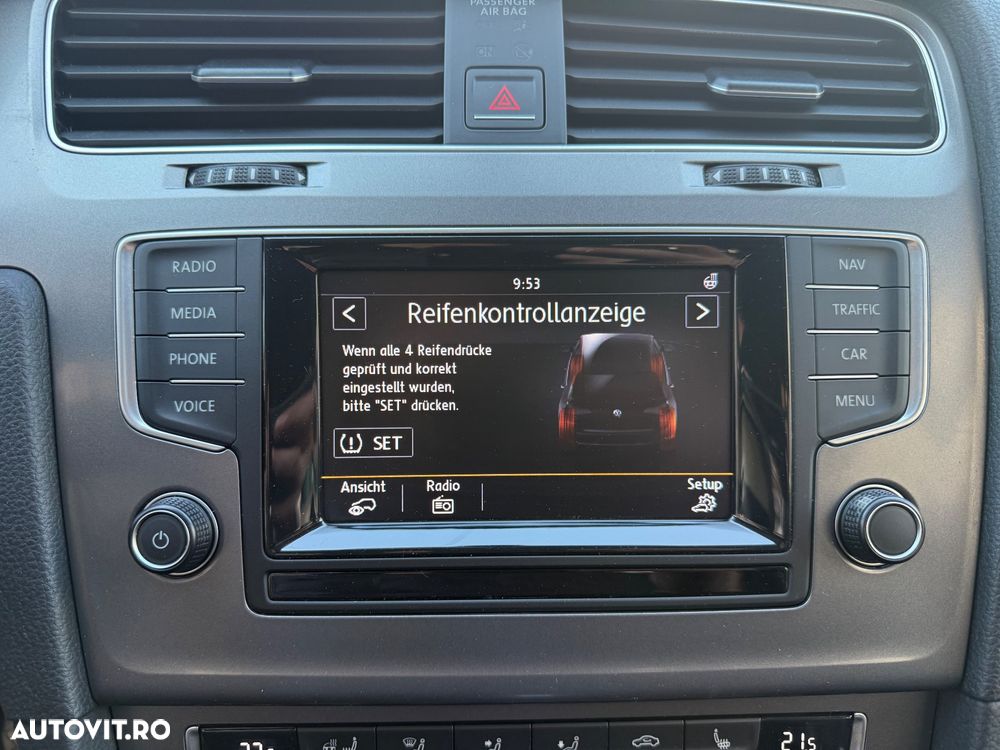 PASSENGER
AIR BAG
ON
RADIO
MEDIA
PHONE
VOICE
NAV
TRAFFIC
CAR
MENU
9:53
Reifenkontrollanzeige
Wenn alle 4 Reifendrücke
geprüft und korrekt
eingestellt wurden,
bitte "SET" drücken.
SET
Ansicht
Radio
Setup
AUTOVIT.RO